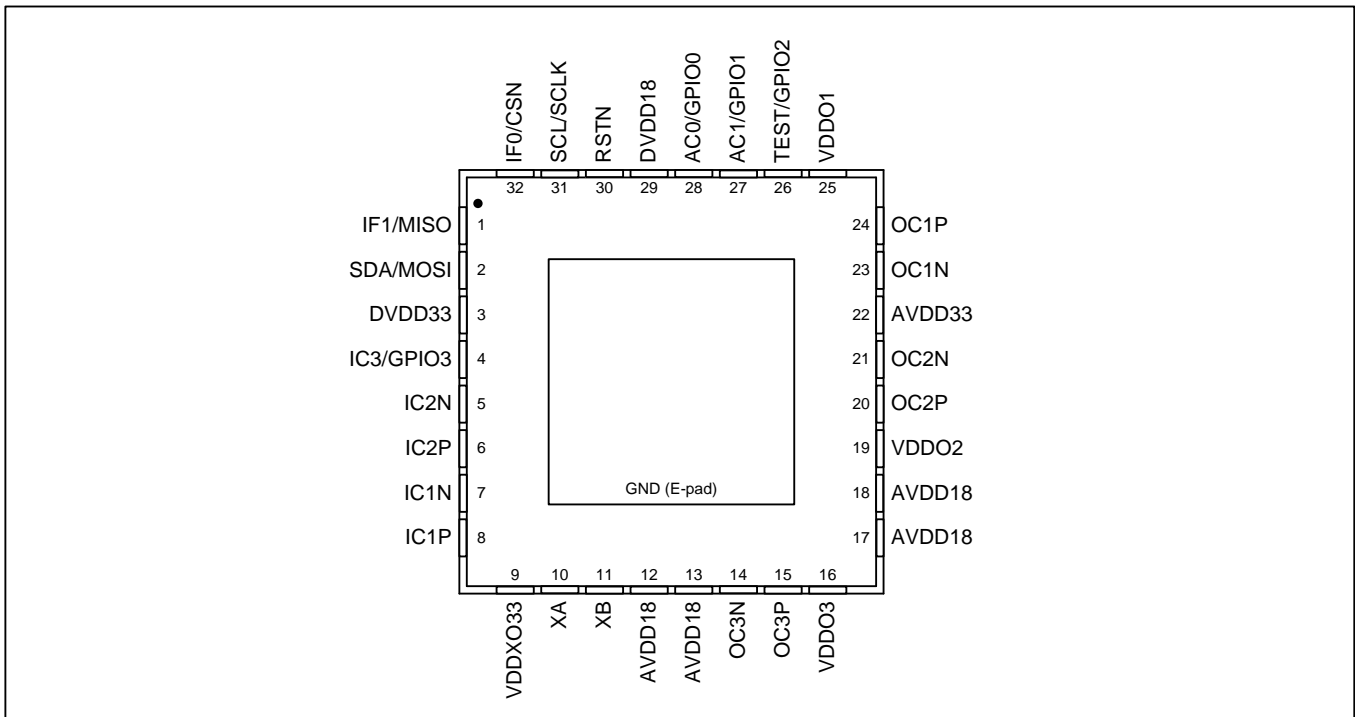 IF0/CSN
SCL/SCLK
RSTN
DVDD18
AC0/GPIO0
AC1/GPIO1
TEST/GPIO2
VDDO1
32
31
30
29
28
27
26
25
IF1/MISO 1
SDA/MOSI 2
DVDD33 3
IC3/GPIO3 4
IC2N 5
IC2P 6
IC1N 7
IC1P 8
24 OC1P
23 OC1N
22 AVDD33
21 OC2N
20 OC2P
19 VDDO2
18 AVDD18
17 AVDD18
GND (E-pad)
9
10
11
12
13
14
15
16
VDDXO33
XA
XB
AVDD18
AVDD18
OC3N
OC3P
VDDO3